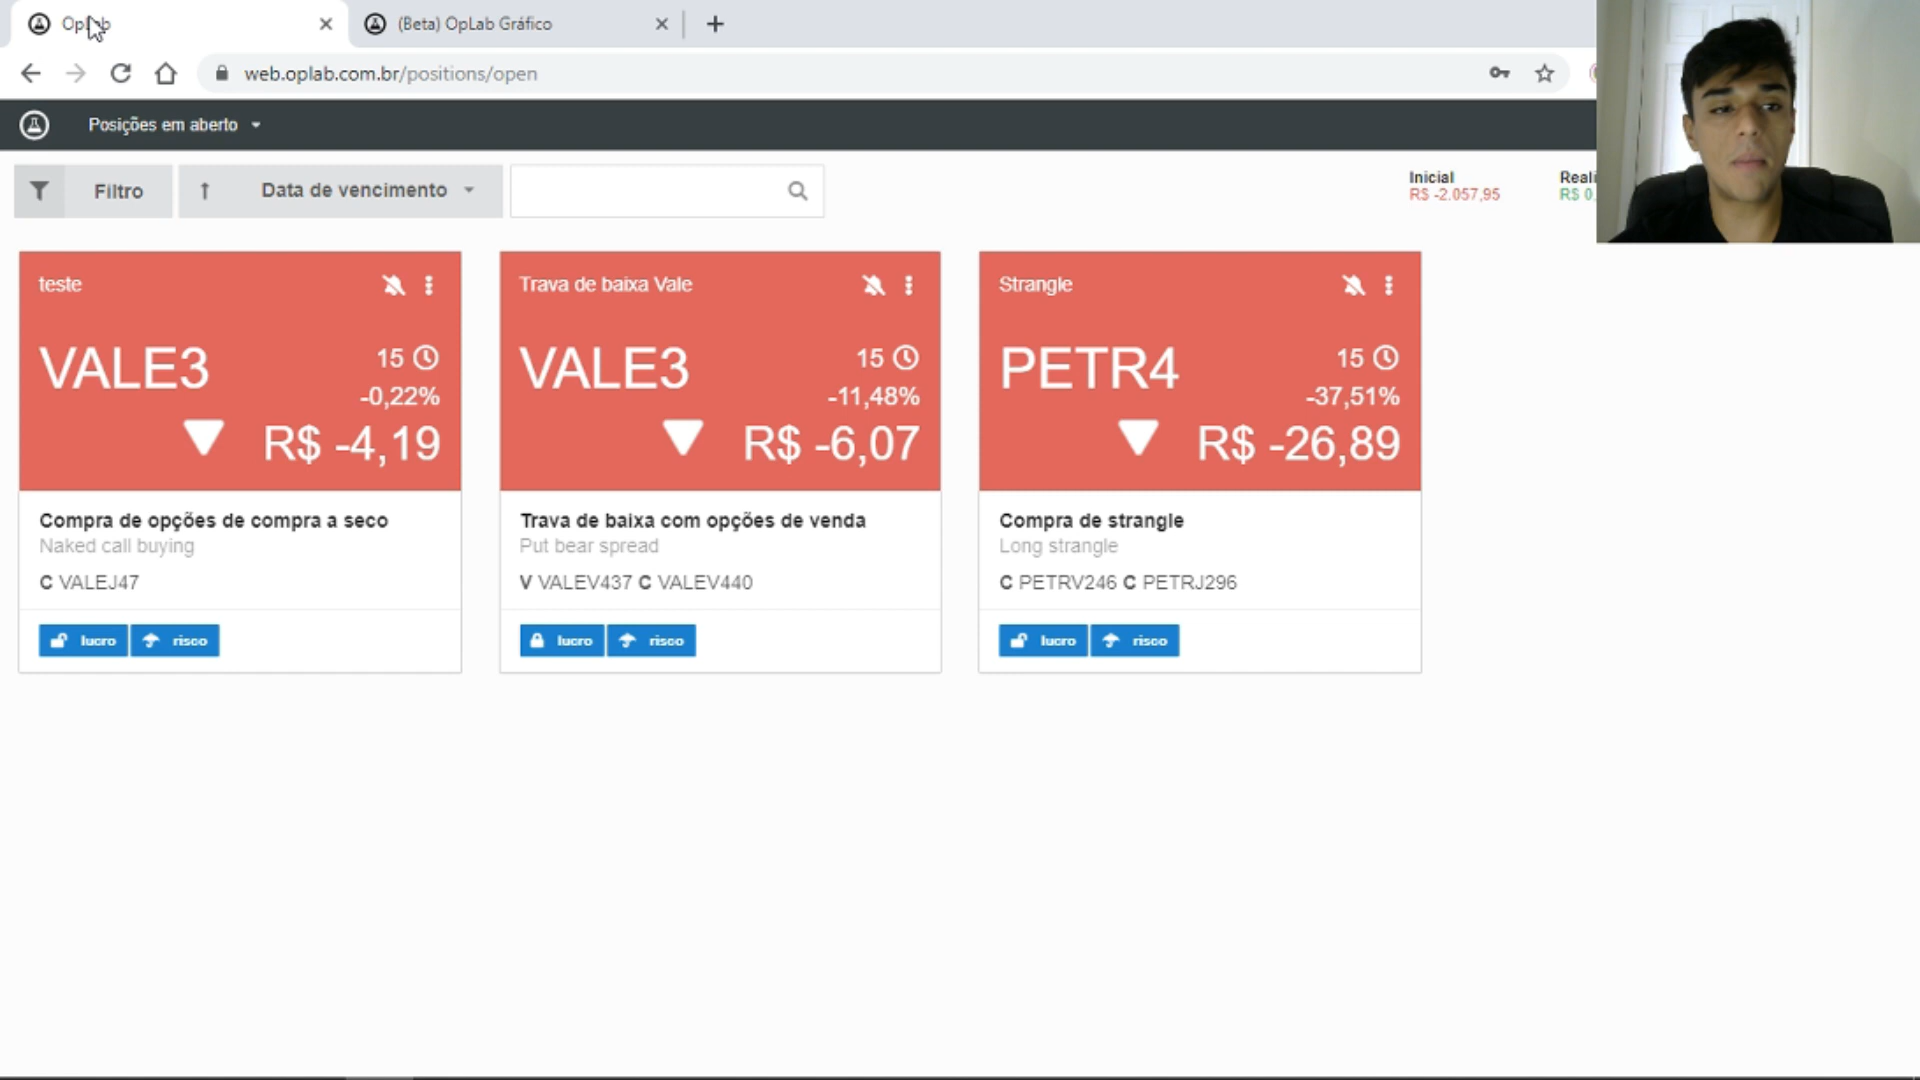 OpLab
(Beta) OpLab Gráfico
web.oplab.com.br/positions/open
Posições em aberto
Filtro
Data de vencimento
Inicial
R$ -2.057,95
Reali
R$ 0,
teste
VALE3
15
-0,22%
R$ -4,19
Compra de opções de compra a seco
Naked call buying
C VALEJ47
lucro
risco
Trava de baixa Vale
VALE3
15
-11,48%
R$ -6,07
Trava de baixa com opções de venda
Put bear spread
V VALEV437 C VALEV440
lucro
risco
Strangle
PETR4
15
-37,51%
R$ -26,89
Compra de strangle
Long strangle
C PETRV246 C PETRJ296
lucro
risco